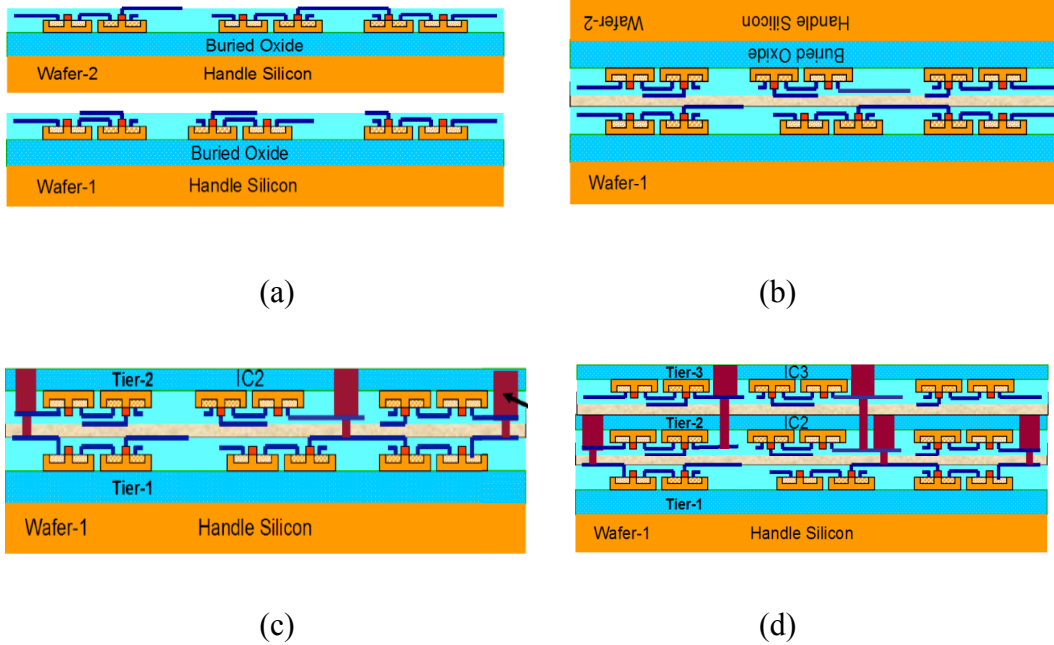 Buried Oxide
Wafer-2 Handle Silicon
Buried Oxide
Wafer-1 Handle Silicon
(a)
Wafer-2 Handle Silicon
Buried Oxide
Wafer-1
(b)
Tier-2 IC2
Tier-1
Wafer-1 Handle Silicon
(c)
Tier-3 IC3
Tier-2 IC2
Tier-1
Wafer-1 Handle Silicon
(d)